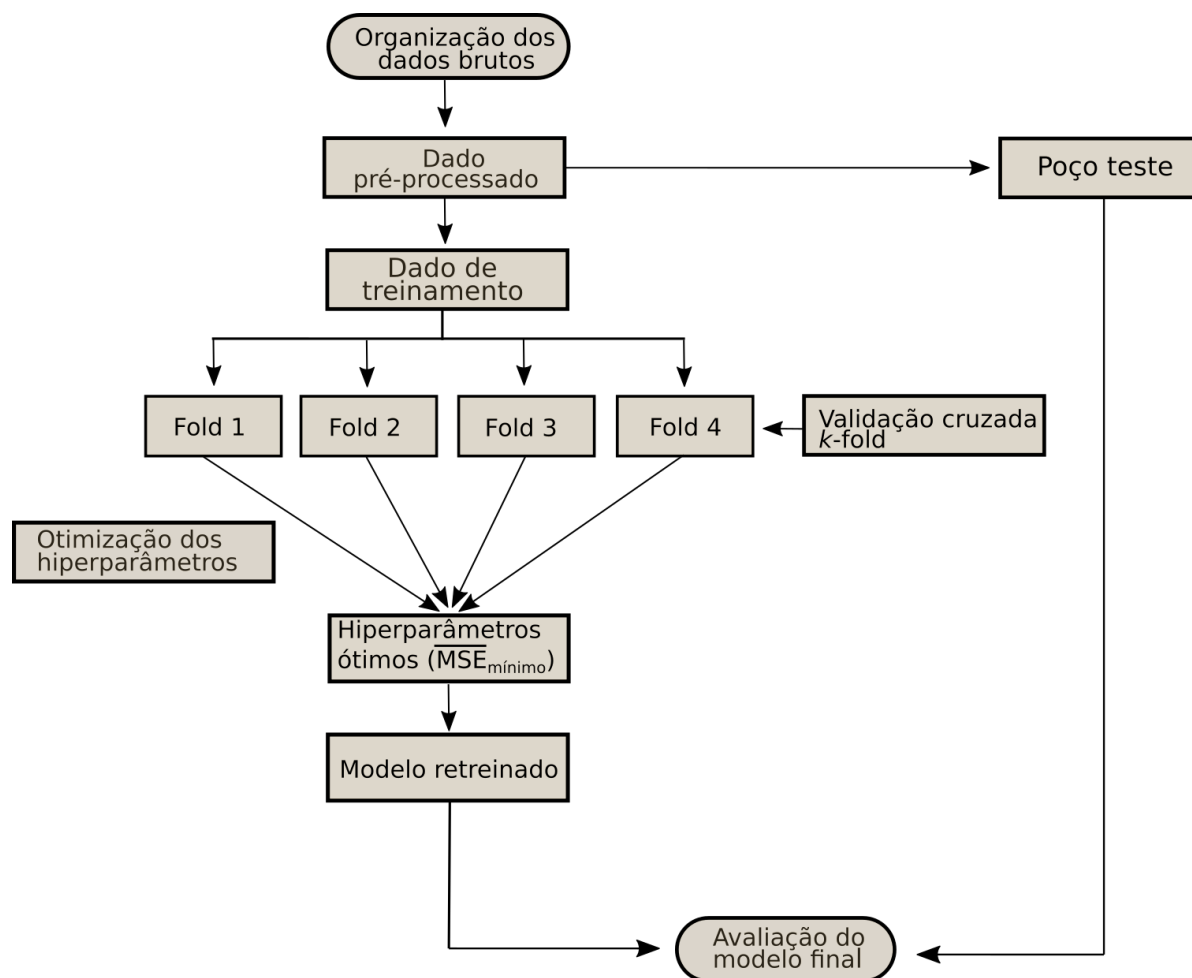 Organização dos
dados brutos
Dado
pré-processado
Poço teste
Dado de
treinamento
Fold 1
Fold 2
Fold 3
Fold 4
Validação cruzada
k-fold
Otimização dos
hiperparâmetros
Hiperparâmetros
ótimos (M̅S̅E̅mínimo)
Modelo retreinado
Avaliação do
modelo final